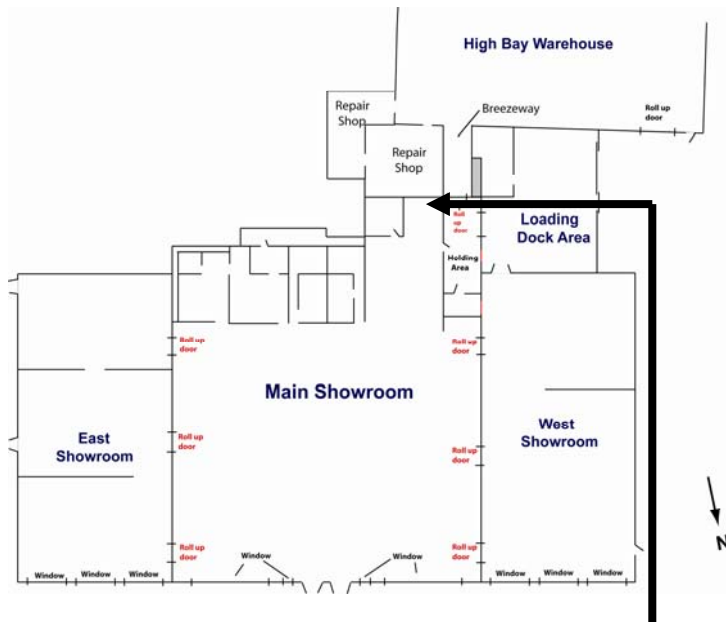 High Bay Warehouse
Repair
Shop
Breezeway
Roll up
door
Repair
Shop
Roll
up
door
Loading
Dock Area
Holding
Area
Roll up
door
Roll up
door
Main Showroom
East
Showroom
West
Showroom
Roll up
door
Roll up
door
N
Roll up
door
Roll up
door
Window
Window
Window
Window
Window
Window
Window
Window